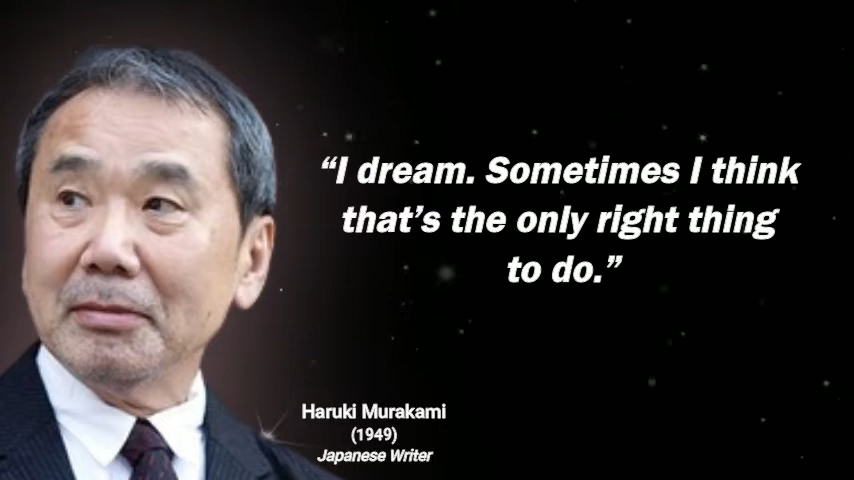 “I dream. Sometimes I think
that’s the only right thing
to do.”
Haruki Murakami
(1949)
Japanese Writer